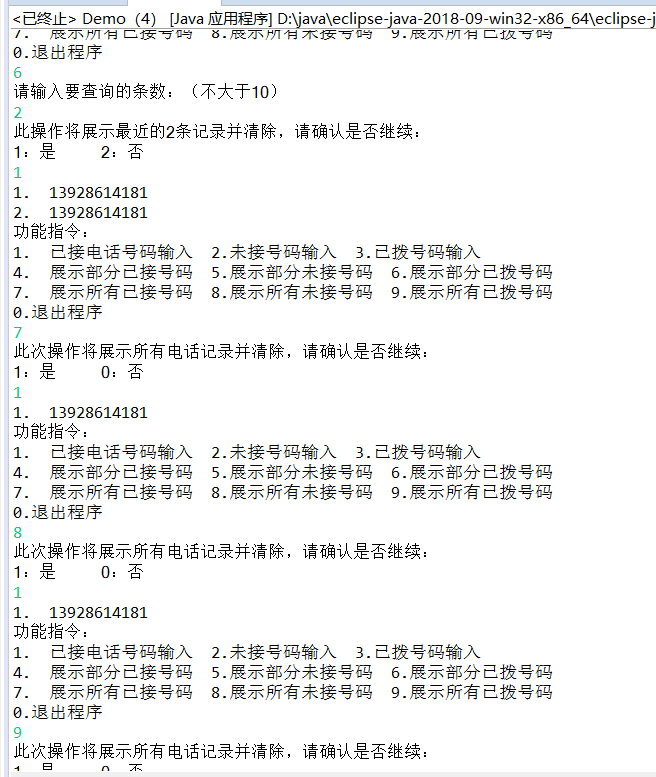 <已终止> Demo（4） [Java 应用程序] D:\java\eclipse-java-2018-09-win32-x86_64\eclipse-j
7.  展示所有已接号码  8.展示所有未接号码  9.展示所有已拨号码
0.退出程序
6
请输入要查询的条数：（不大于10）
2
此操作将展示最近的2条记录并清除，请确认是否继续：
1：是     2：否
1
1.  13928614181
2.  13928614181
功能指令：
1.  已接电话号码输入  2.未接号码输入  3.已拨号码输入
4.  展示部分已接号码  5.展示部分未接号码  6.展示部分已拨号码
7.  展示所有已接号码  8.展示所有未接号码  9.展示所有已拨号码
0.退出程序
7
此次操作将展示所有电话记录并清除，请确认是否继续：
1：是     0：否
1
1.  13928614181
功能指令：
1.  已接电话号码输入  2.未接号码输入  3.已拨号码输入
4.  展示部分已接号码  5.展示部分未接号码  6.展示部分已拨号码
7.  展示所有已接号码  8.展示所有未接号码  9.展示所有已拨号码
0.退出程序
8
此次操作将展示所有电话记录并清除，请确认是否继续：
1：是     0：否
1
1.  13928614181
功能指令：
1.  已接电话号码输入  2.未接号码输入  3.已拨号码输入
4.  展示部分已接号码  5.展示部分未接号码  6.展示部分已拨号码
7.  展示所有已接号码  8.展示所有未接号码  9.展示所有已拨号码
0.退出程序
9
此次操作将展示所有电话记录并清除，请确认是否继续：
1：是     0：否